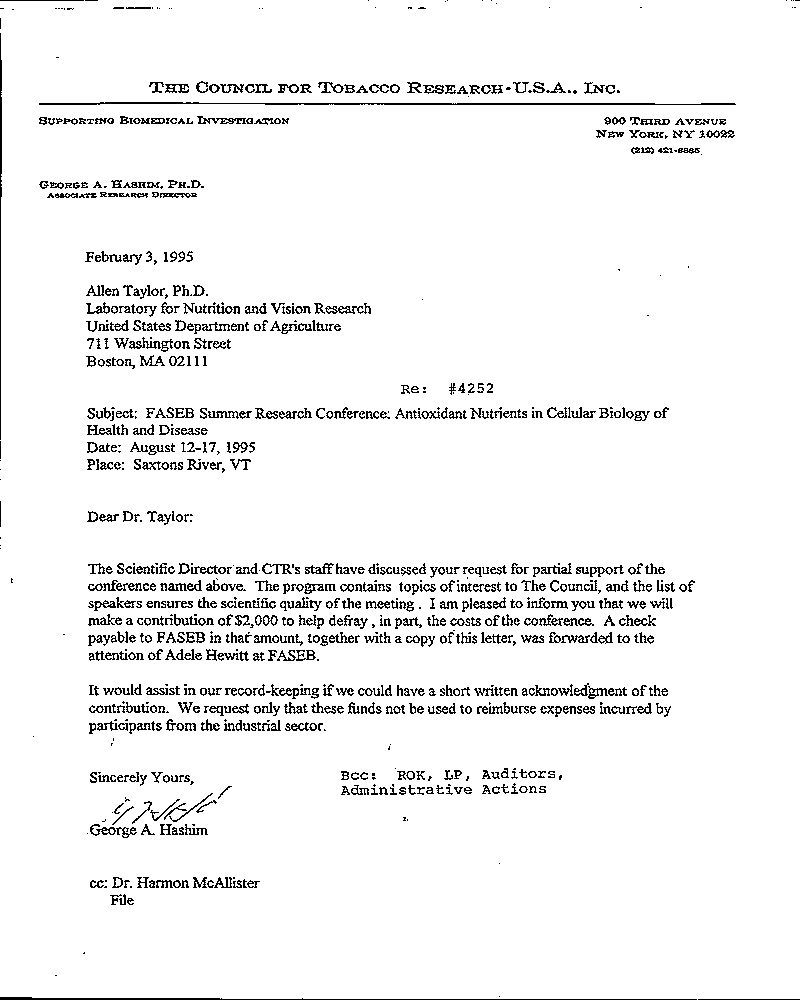 THE COUNCIL FOR TOBACCO RESEARCH-U.S.A., INC.
SUPPORTING BIOMEDICAL INVESTIGATION
900 THIRD AVENUE
NEW YORK, NY 10022
(212) 421-8885
GEORGE A. HASHIM, PH.D.
ASSOCIATE RESEARCH DIRECTOR
February 3, 1995
Allen Taylor, Ph.D.
Laboratory for Nutrition and Vision Research
United States Department of Agriculture
711 Washington Street
Boston, MA 02111
Re: #4252
Subject: FASEB Summer Research Conference: Antioxidant Nutrients in Cellular Biology of
Health and Disease
Date: August 12-17, 1995
Place: Saxtons River, VT
Dear Dr. Taylor:
The Scientific Director and CTR's staff have discussed your request for partial support of the
conference named above. The program contains topics of interest to The Council, and the list of
speakers ensures the scientific quality of the meeting . I am pleased to inform you that we will
make a contribution of $2,000 to help defray , in part, the costs of the conference. A check
payable to FASEB in that amount, together with a copy of this letter, was forwarded to the
attention of Adele Hewitt at FASEB.
It would assist in our record-keeping if we could have a short written acknowledgment of the
contribution. We request only that these funds not be used to reimburse expenses incurred by
participants from the industrial sector.
Sincerely Yours,
Bcc: ROK, LP, Auditors,
Administrative Actions
George A. Hashim
cc: Dr. Harmon McAllister
File